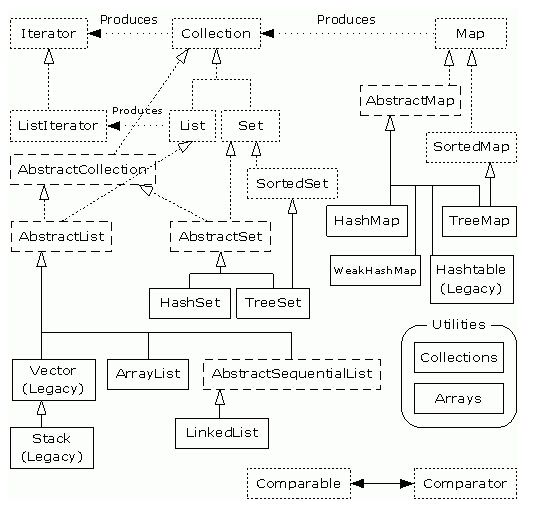 Produces
Produces
Iterator
Collection
Map
AbstractMap
Produces
ListIterator
List
Set
SortedMap
AbstractCollection
SortedSet
HashMap
TreeMap
AbstractList
AbstractSet
WeakHashMap
Hashtable
(Legacy)
HashSet
TreeSet
Utilities
Collections
Vector
(Legacy)
ArrayList
AbstractSequentialList
Arrays
Stack
(Legacy)
LinkedList
Comparable
Comparator